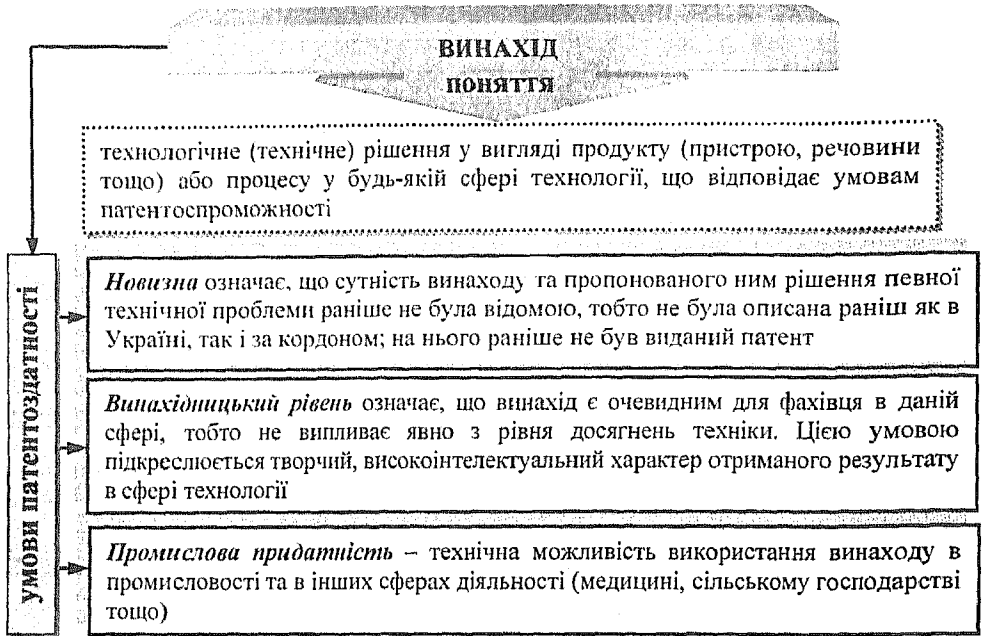 ВИНАХІД
ПОНЯТТЯ
технологічне (технічне) рішення у вигляді продукту (пристрою, речовини
тощо) або процесу у будь-якій сфері технології, що відповідає умовам
патентоспроможності
умови патентоздатності
Новизна означає, що сутність винаходу та пропонованого ним рішення певної
технічної проблеми раніше не була відомою, тобто не була описана раніш як в
Україні, так і за кордоном; на нього раніше не був виданий патент
Винахідницький рівень означає, що винахід є очевидним для фахівця в даній
сфері, тобто не випливає явно з рівня досягнень техніки. Цією умовою
підкреслюється творчий, високоінтелектуальний характер отриманого результату
в сфері технології
Промислова придатність – технічна можливість використання винаходу в
промисловості та в інших сферах діяльності (медицині, сільському господарстві
тощо)